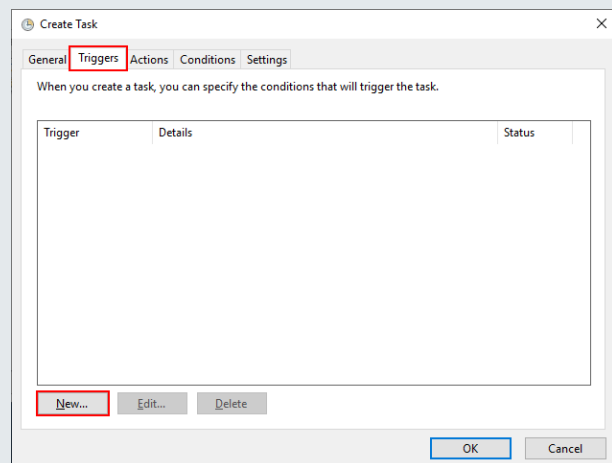 Create Task
General Triggers Actions Conditions Settings
When you create a task, you can specify the conditions that will trigger the task.
Trigger Details Status
New... Edit... Delete
OK Cancel